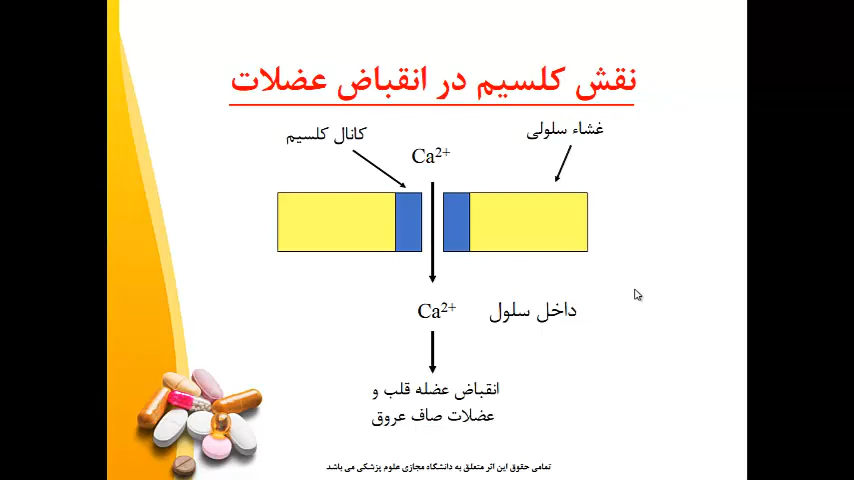 نقش کلسیم در انقباض عضلات
غشاء سلولی
کانال کلسیم
Ca²⁺
داخل سلول
Ca²⁺
انقباض عضله قلب و
عضلات صاف عروق
تمامی حقوق این اثر متعلق به دانشگاه مجازی علوم پزشکی می باشد